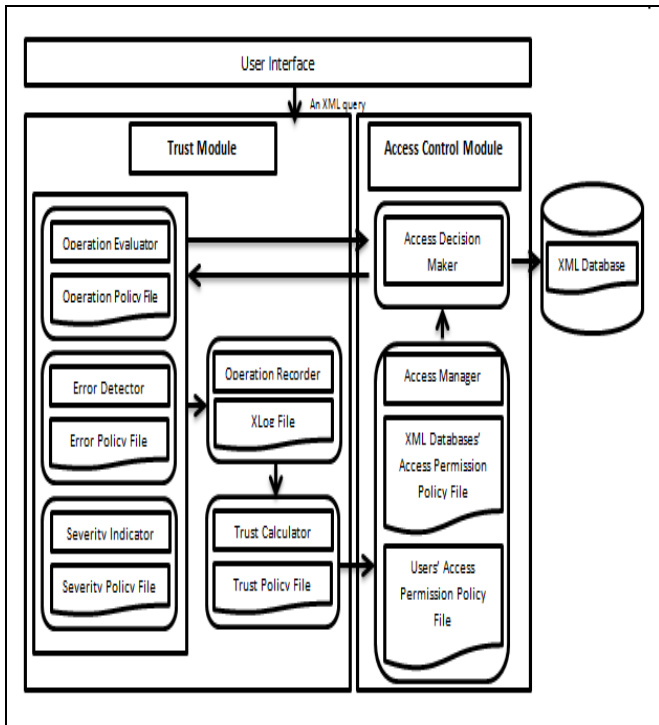 User Interface
An XML query
Trust Module
Access Control Module
Operation Evaluator
Operation Policy File
Access Decision
Maker
XML Database
Error Detector
Error Policy File
Operation Recorder
XLog File
Access Manager
XML Databases'
Access Permission
Policy File
Severity Indicator
Severity Policy File
Trust Calculator
Trust Policy File
Users' Access
Permission Policy
File